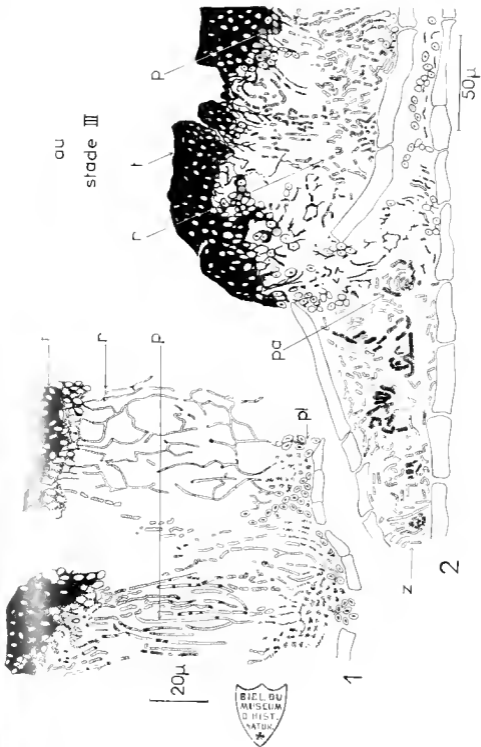 au
stade III
p
t
r
50µ
r
p
pa
pl
z
20µ
1
2
BIBL. DU
MUSEUM
D HIST.
NATUR.